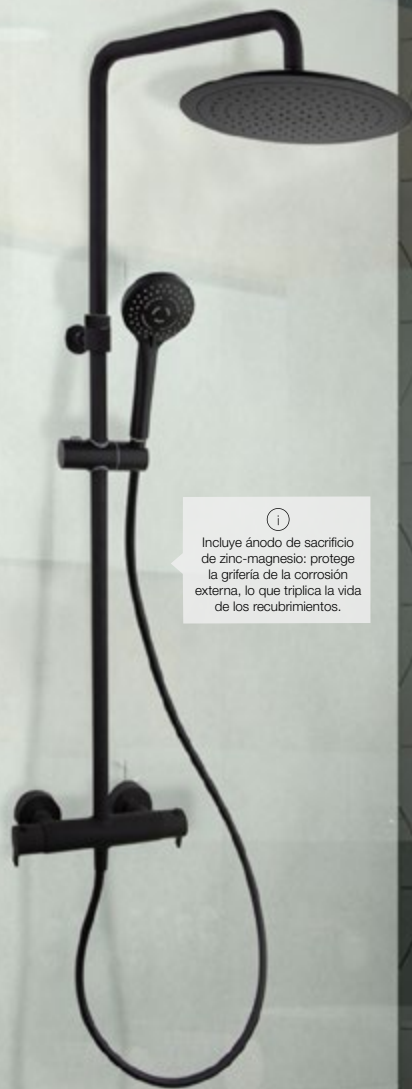 Incluye ánodo de sacrificio
de zinc-magnesio: protege
la grifería de la corrosión
externa, lo que triplica la vida
de los recubrimientos.